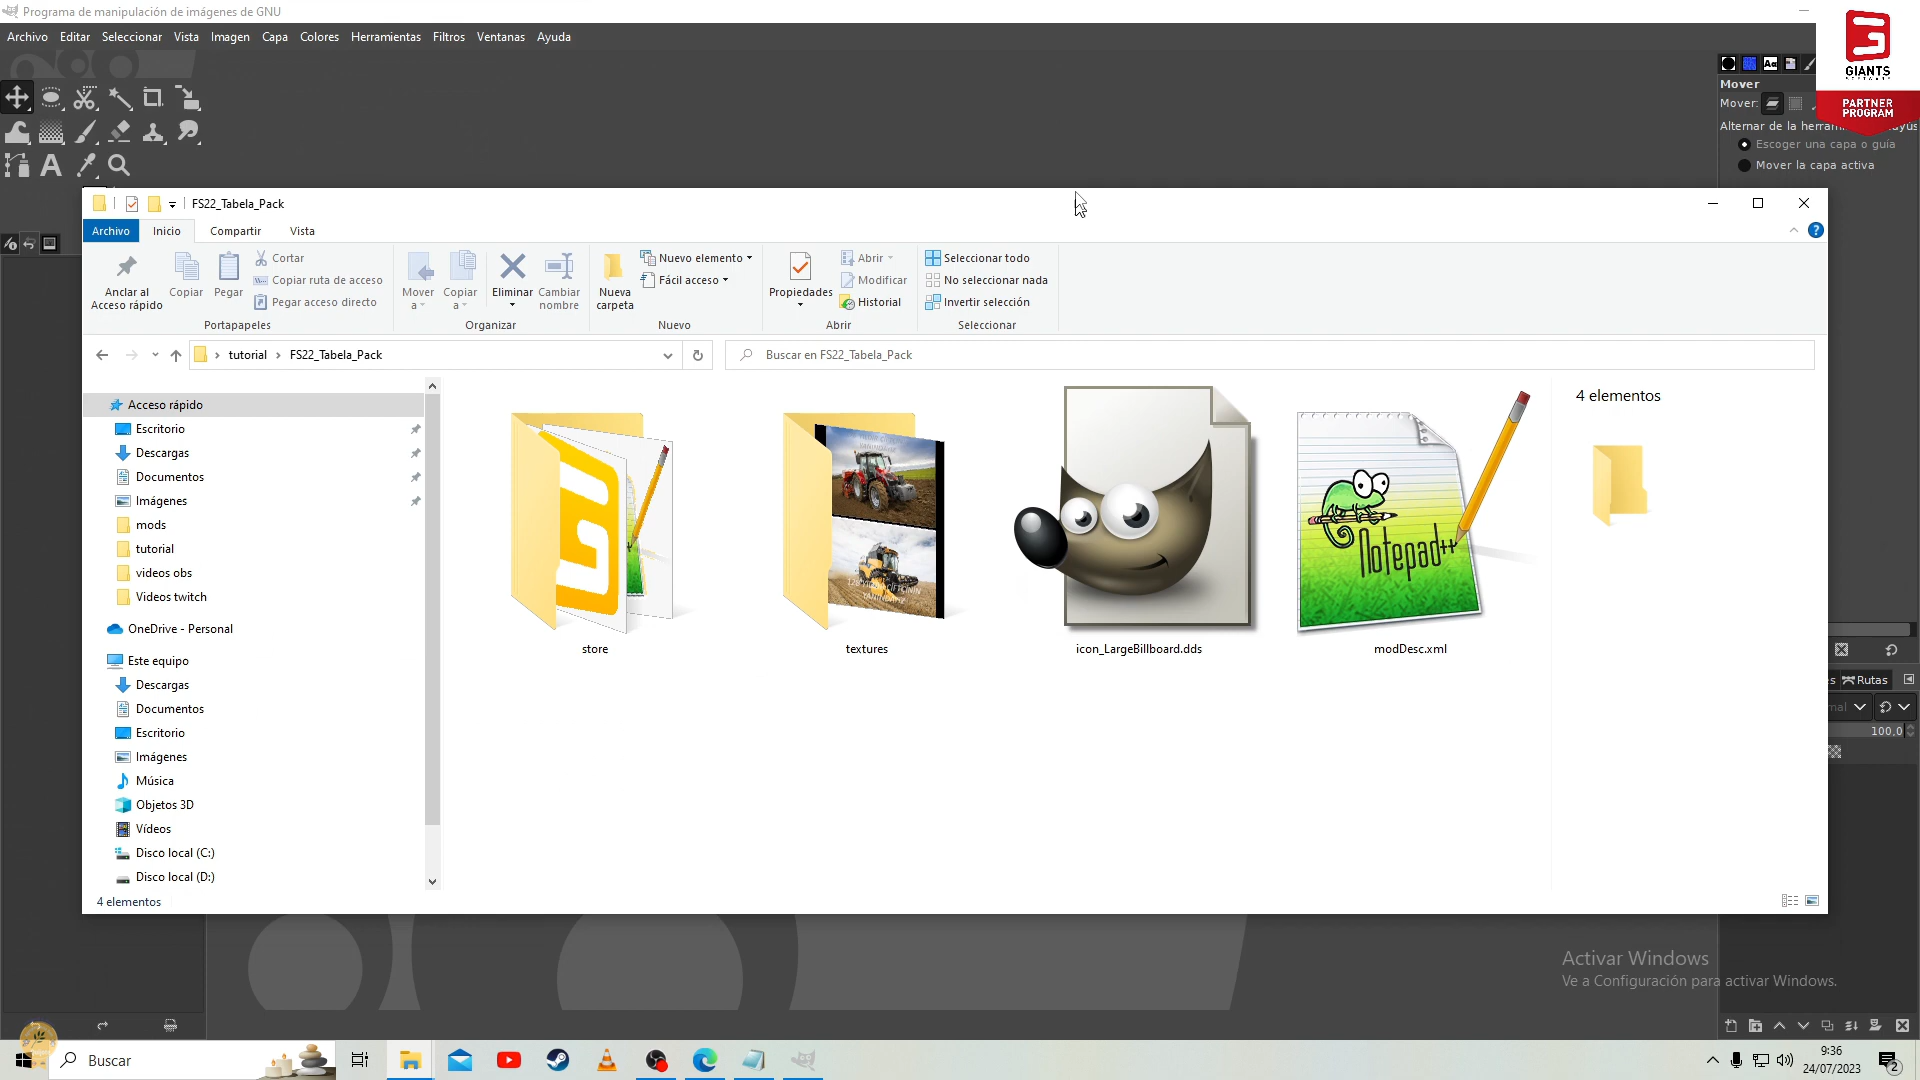 Programa de manipulación de imágenes de GNU
Archivo Editar Seleccionar Vista Imagen Capa Colores Herramientas Filtros Ventanas Ayuda
GIANTS
SOFTWARE
PARTNER
PROGRAM
Mover
Mover:
Alternar de la herram
Escoger una capa o guía
Mover la capa activa
FS22_Tabela_Pack
Archivo Inicio Compartir Vista
Anclar al
Acceso rápido
Copiar
Pegar
Cortar
Copiar ruta de acceso
Pegar acceso directo
Portapapeles
Mover
a
Copiar
a
Eliminar
Cambiar
nombre
Organizar
Nueva
carpeta
Nuevo elemento
Fácil acceso
Nuevo
Propiedades
Abrir
Modificar
Historial
Abrir
Seleccionar todo
No seleccionar nada
Invertir selección
Seleccionar
tutorial FS22_Tabela_Pack
Buscar en FS22_Tabela_Pack
Acceso rápido
Escritorio
Descargas
Documentos
Imágenes
mods
tutorial
videos obs
Videos twitch
OneDrive - Personal
Este equipo
Descargas
Documentos
Escritorio
Imágenes
Música
Objetos 3D
Vídeos
Disco local (C:)
Disco local (D:)
Notepad++
store
textures
icon_LargeBillboard.dds
modDesc.xml
4 elementos
4 elementos
es Rutas
nal
100,0
Activar Windows
Ve a Configuración para activar Windows.
Buscar
9:36
24/07/2023
2